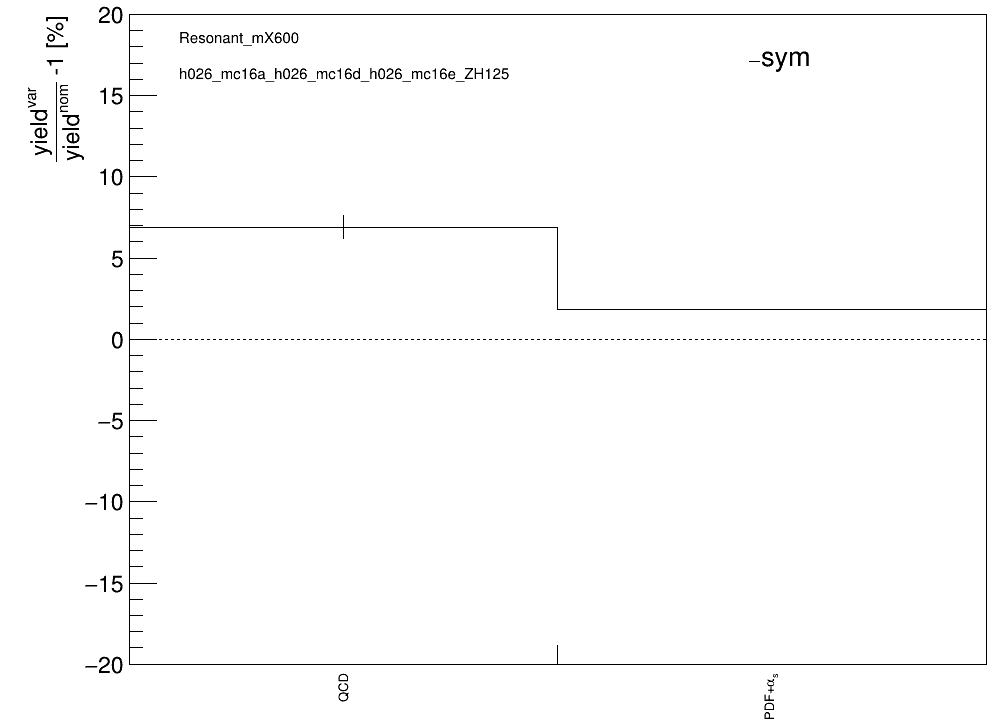 yield^var / yield^nom -1 [%]
Resonant_mX600
h026_mc16a_h026_mc16d_h026_mc16e_ZH125
sym
20
15
10
5
0
−5
−10
−15
−20
QCD
PDF+αs